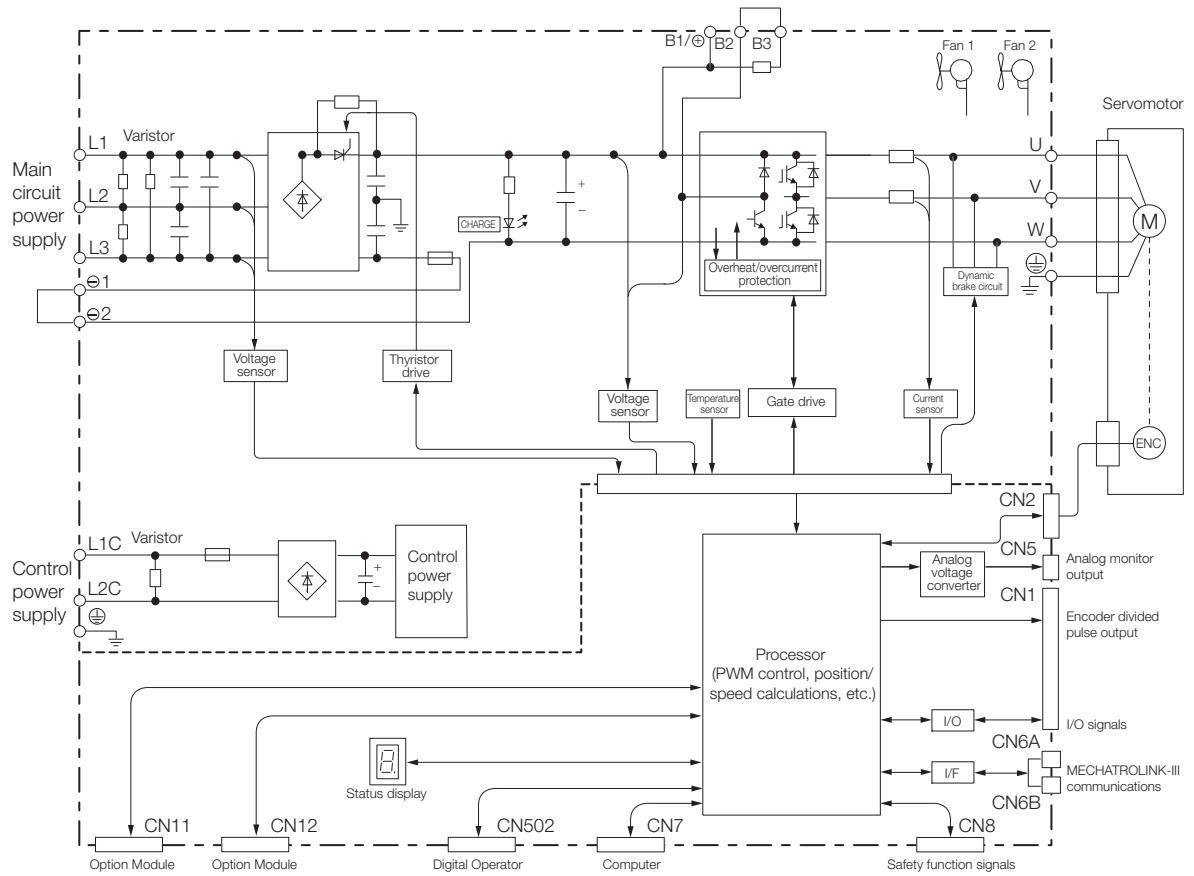 B1/⊕
B2
B3
Fan 1
Fan 2
Servomotor
Main
circuit
power
supply
L1
Varistor
L2
L3
⊖1
⊖2
CHARGE
+
−
Overheat/overcurrent
protection
U
V
W
M
Dynamic
brake circuit
Voltage
sensor
Thyristor
drive
Voltage
sensor
Temperature
sensor
Gate drive
Current
sensor
ENC
Control
power
supply
L1C
Varistor
L2C
+
−
Control
power
supply
CN2
CN5
Analog
voltage
converter
Analog monitor
output
CN1
Encoder divided
pulse output
Processor
(PWM control, position/
speed calculations, etc.)
I/O
I/O signals
CN6A
I/F
MECHATROLINK-III
communications
CN6B
8.
Status display
CN11
Option Module
CN12
Option Module
CN502
Digital Operator
CN7
Computer
CN8
Safety function signals